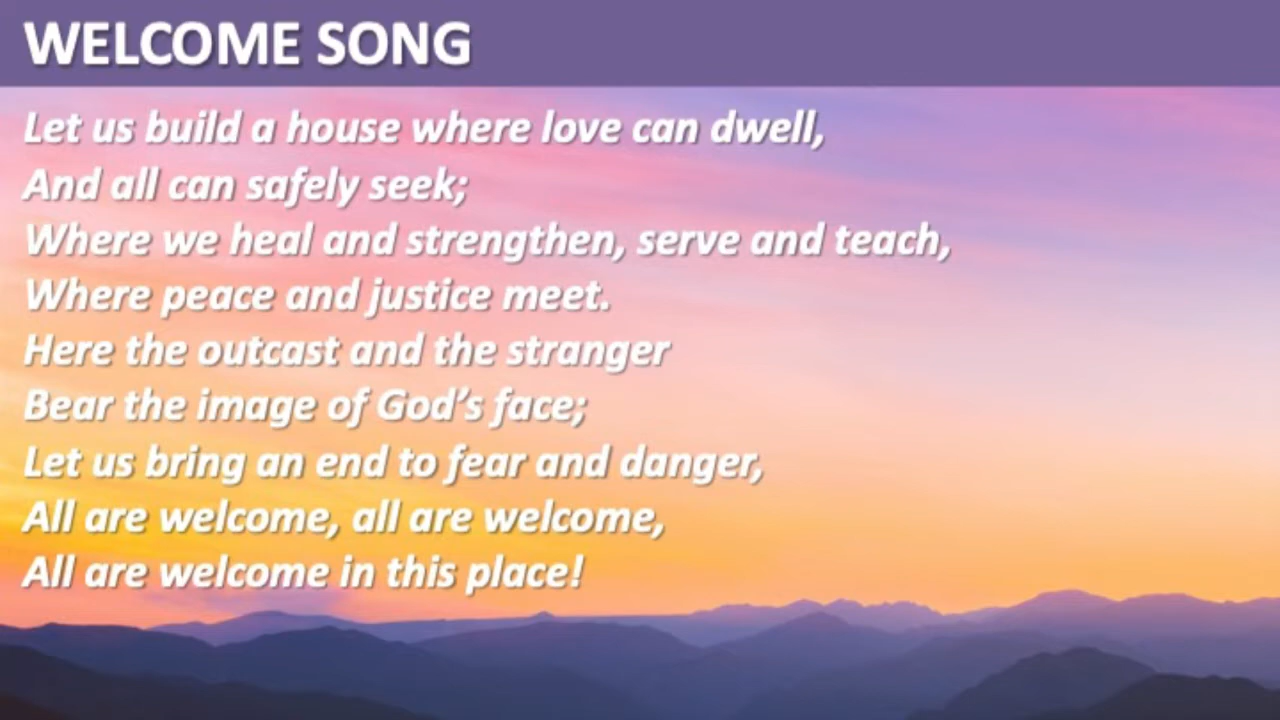 WELCOME SONG
Let us build a house where love can dwell,
And all can safely seek;
Where we heal and strengthen, serve and teach,
Where peace and justice meet.
Here the outcast and the stranger
Bear the image of God’s face;
Let us bring an end to fear and danger,
All are welcome, all are welcome,
All are welcome in this place!